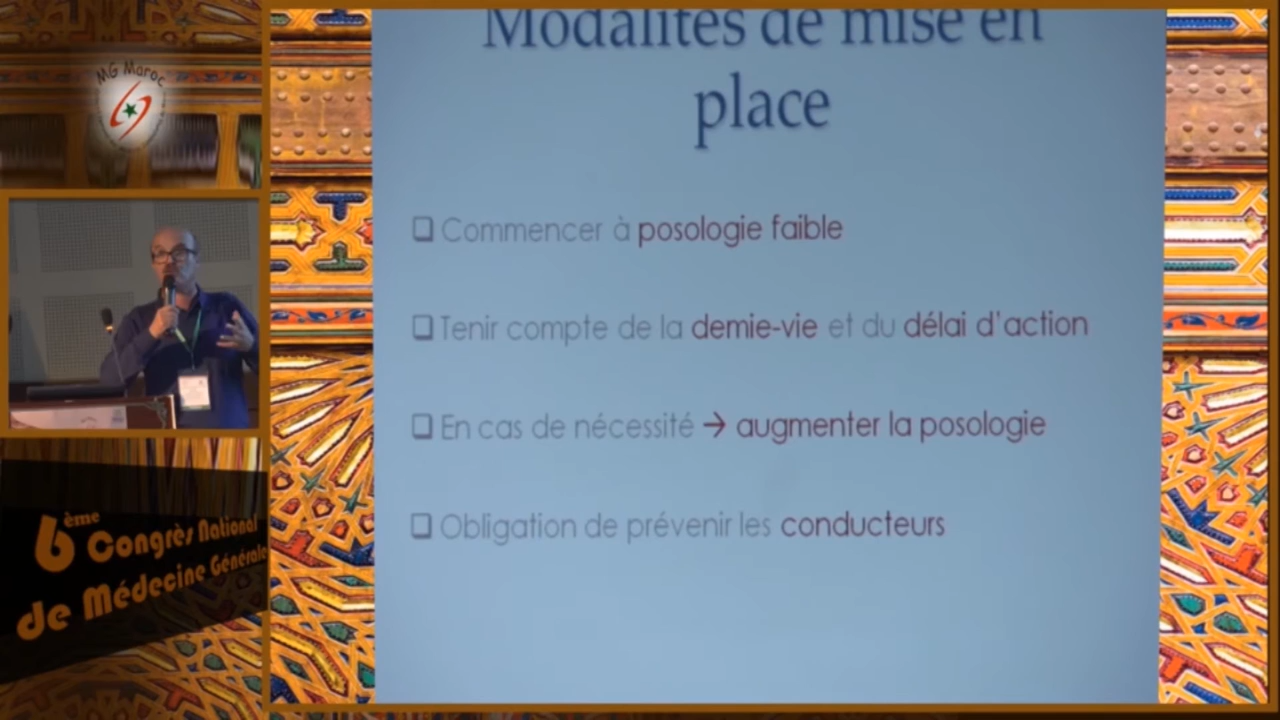 MG Maroc
Modalités de mise en
place
Commencer à posologie faible
Tenir compte de la demie-vie et du délai d'action
En cas de nécessité → augmenter la posologie
Obligation de prévenir les conducteurs
6ème Congrès National
de Médecine Générale